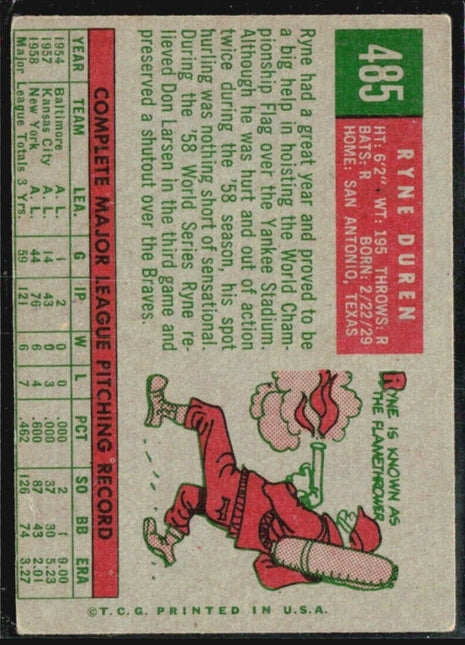 485
RYNE DUREN
HT: 6'2" · WT. 195 THROWS: R
BATS: R BORN: 2/22/29
HOME: SAN ANTONIO, TEXAS
Ryne had a great year and proved to be
a big help in hoisting the World Cham-
pionship Flag over the Yankee Stadium.
Although he was hurt and out of action
twice during the '58 season, his spot
hurling was nothing short of sensational.
During the '58 World Series Ryne re-
lieved Don Larsen in the third game and
preserved a shutout over the Braves.
RYNE IS KNOWN AS
THE FLAMETHROWER
COMPLETE MAJOR LEAGUE PITCHING RECORD
YEAR TEAM LEA. G IP W L PCT SO BB ERA
1954 Baltimore A. L. 1 2 0 0 .000 2 1 9.00
1957 Kansas City A. L. 14 43 0 3 .000 37 30 5.23
1958 New York A. L. 44 76 6 4 .600 87 43 2.01
Major League Totals 3 Yrs. 59 121 6 7 .462 126 74 3.27
©T.C.G. PRINTED IN U.S.A.